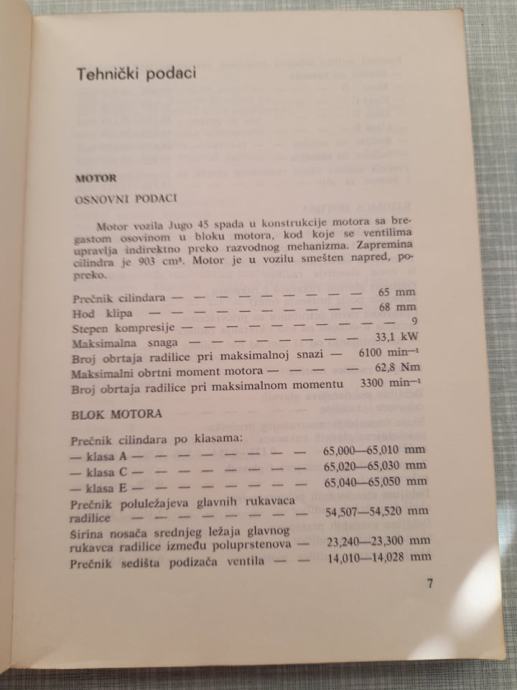 Tehnički podaci
MOTOR
OSNOVNI PODACI
Motor vozila Jugo 45 spada u konstrukcije motora sa bre-
gastom osovinom u bloku motora, kod koje se ventilima
upravlja indirektno preko razvodnog mehanizma. Zapremina
cilindra je 903 cm³. Motor je u vozilu smešten napred, po-
preko.
Prečnik cilindara — — — — — — — — 65 mm
Hod klipa — — — — — — — — 68 mm
Stepen kompresije — — — — — — — — — 9
Maksimalna snaga — — — — — — — 33,1 kW
Broj obrtaja radilice pri maksimalnoj snazi — 6100 min⁻¹
Maksimalni obrtni moment motora — — — — 62,8 Nm
Broj obrtaja radilice pri maksimalnom momentu 3300 min⁻¹
BLOK MOTORA
Prečnik cilindara po klasama:
— klasa A — — — — — — — — 65,000—65,010 mm
— klasa C — — — — — — — — 65,020—65,030 mm
— klasa E — — — — — — — — 65,040—65,050 mm
Prečnik poluležajeva glavnih rukavaca
radilice — — — — — — — — 54,507—54,520 mm
Širina nosača srednjeg ležaja glavnog
rukavca radilice između poluprstenova — 23,240—23,300 mm
Prečnik sedišta podizača ventila — — 14,010—14,028 mm
7